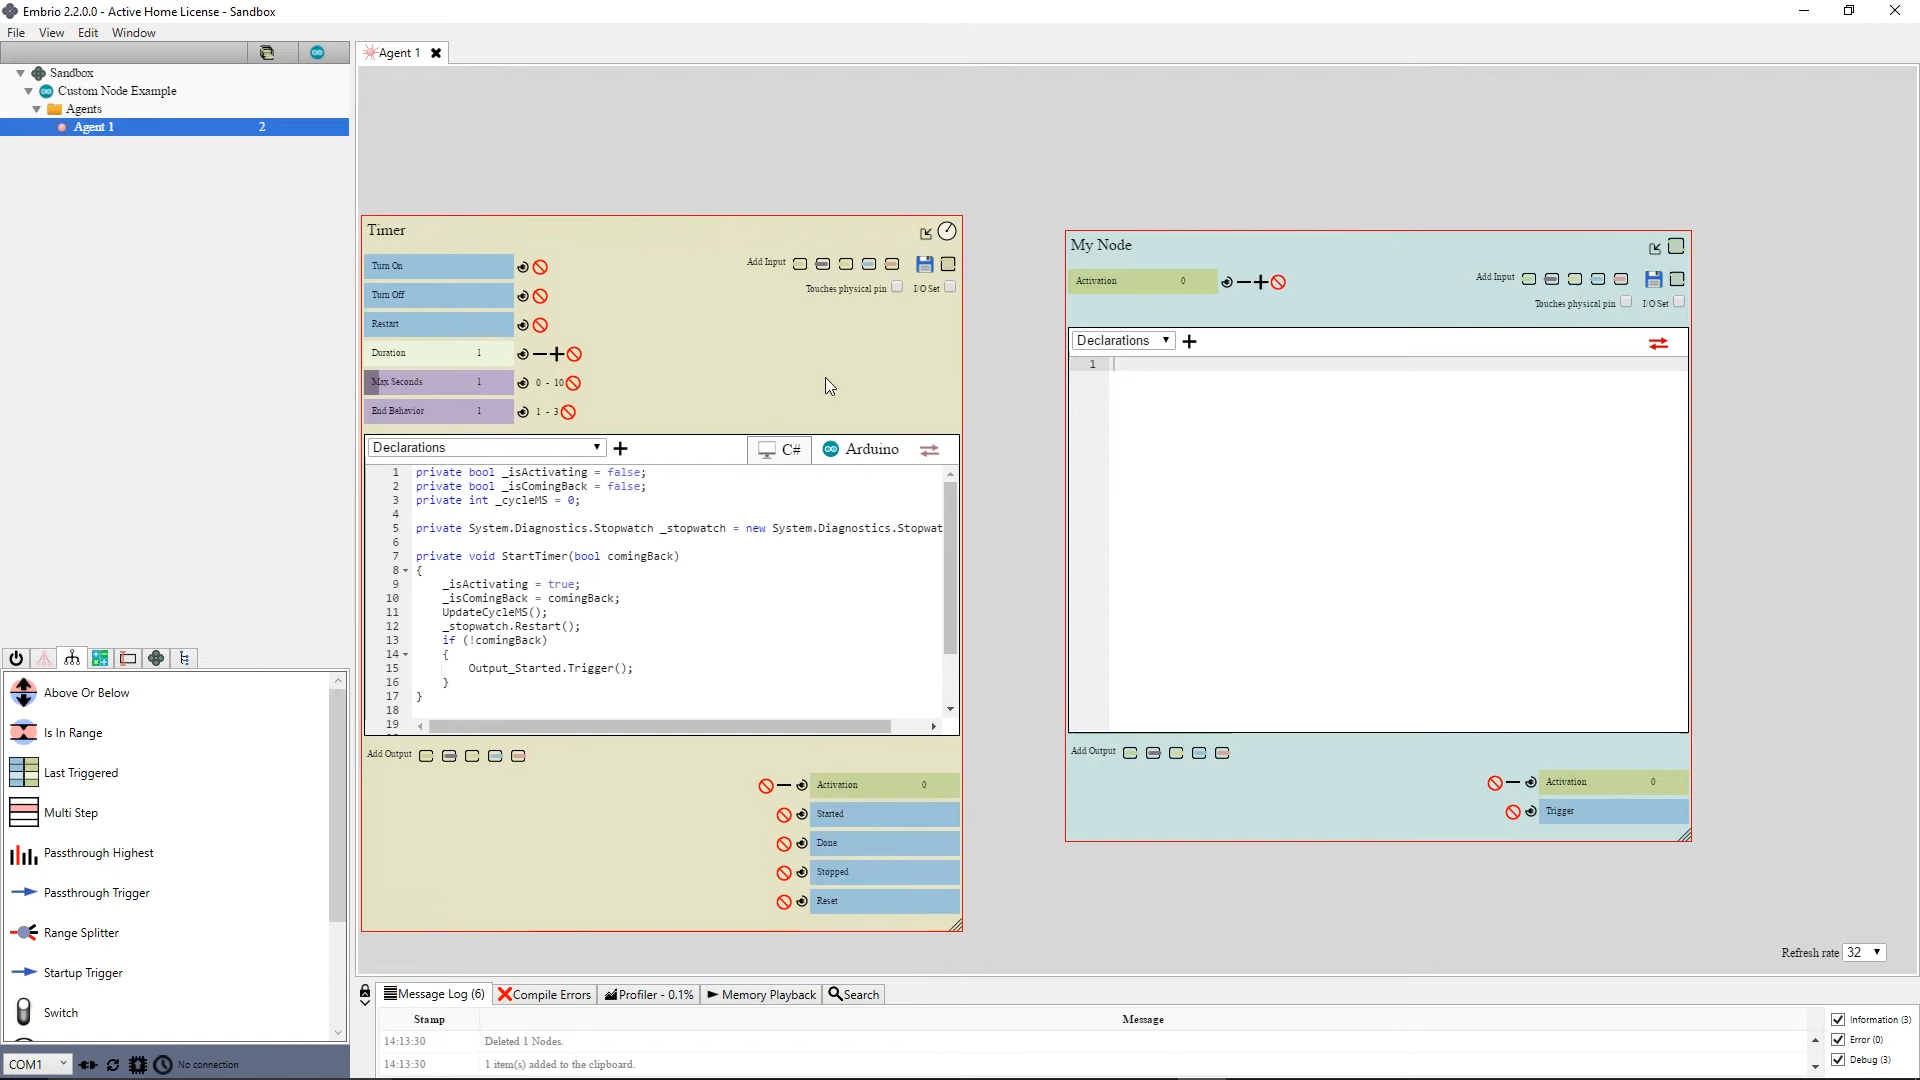 Embrio 2.2.0.0 - Active Home License - Sandbox
File View Edit Window
Agent 1
Sandbox
Custom Node Example
Agents
Agent 1 2
Timer
Turn On
Turn Off
Restart
Duration 1
Max Seconds 1 0 - 10
End Behavior 1 1 - 3
Add Input
Touches physical pin I/O Set
Declarations C# Arduino
1 private bool _isActivating = false;
2 private bool _isComingBack = false;
3 private int _cycleMS = 0;
4
5 private System.Diagnostics.Stopwatch _stopwatch = new System.Diagnostics.Stopwat
6
7 private void StartTimer(bool comingBack)
8 {
9 _isActivating = true;
10 _isComingBack = comingBack;
11 UpdateCycleMS();
12 _stopwatch.Restart();
13 if (!comingBack)
14 {
15 Output_Started.Trigger();
16 }
17 }
18
19
Add Output
Activation 0
Started
Done
Stopped
Reset
My Node
Activation 0
Add Input
Touches physical pin I/O Set
Declarations
1
Add Output
Activation 0
Trigger
Refresh rate 32
Above Or Below
Is In Range
Last Triggered
Multi Step
Passthrough Highest
Passthrough Trigger
Range Splitter
Startup Trigger
Switch
COM1 No connection
Message Log (6) Compile Errors Profiler - 0.1% Memory Playback Search
Stamp Message
14:13:30 Deleted 1 Nodes.
14:13:30 1 item(s) added to the clipboard.
Information (3)
Error (0)
Debug (3)